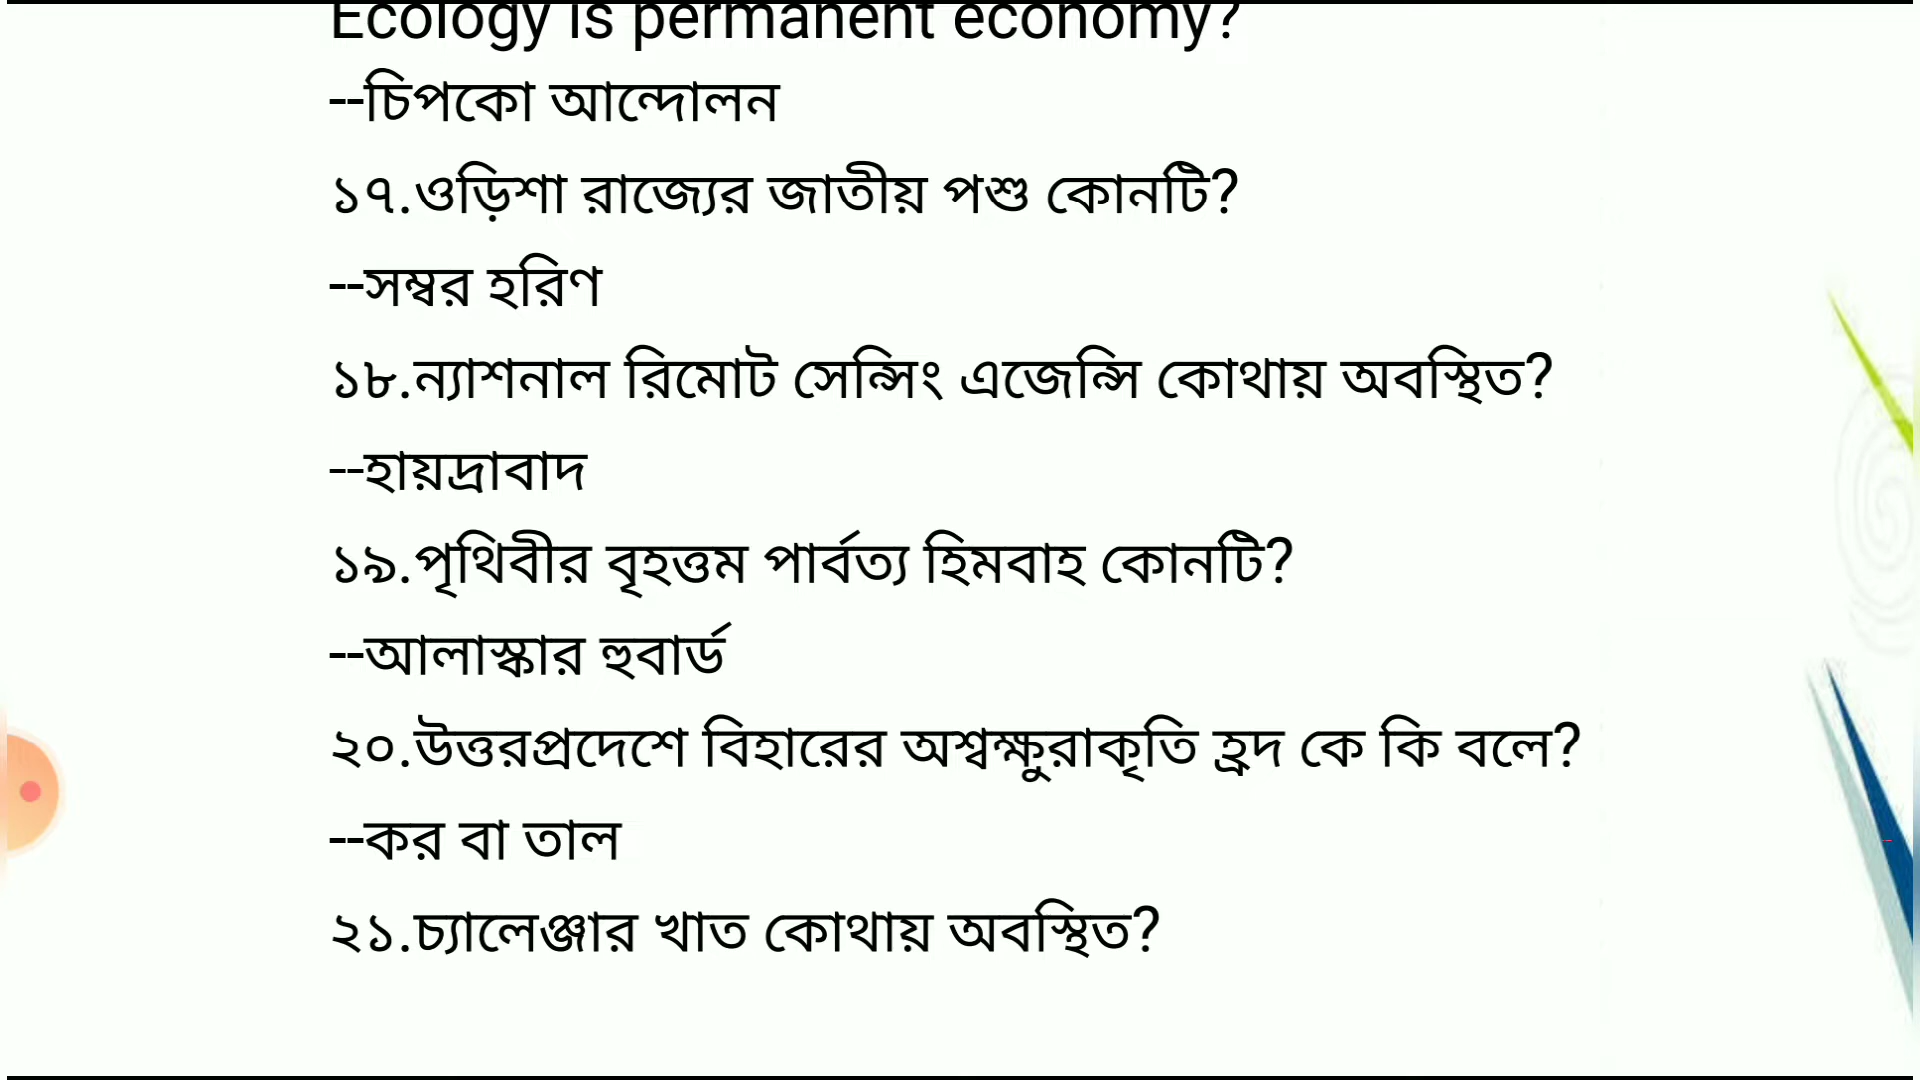 Ecology is permanent economy?
--চিপকো আন্দোলন
১৭.ওড়িশা রাজ্যের জাতীয় পশু কোনটি?
--সম্বর হরিণ
১৮.ন্যাশনাল রিমোট সেন্সিং এজেন্সি কোথায় অবস্থিত?
--হায়দ্রাবাদ
১৯.পৃথিবীর বৃহত্তম পার্বত্য হিমবাহ কোনটি?
--আলাস্কার হুবার্ড
২০.উত্তরপ্রদেশে বিহারের অশ্বক্ষুরাকৃতি হ্রদ কে কি বলে?
--কর বা তাল
২১.চ্যালেঞ্জার খাত কোথায় অবস্থিত?